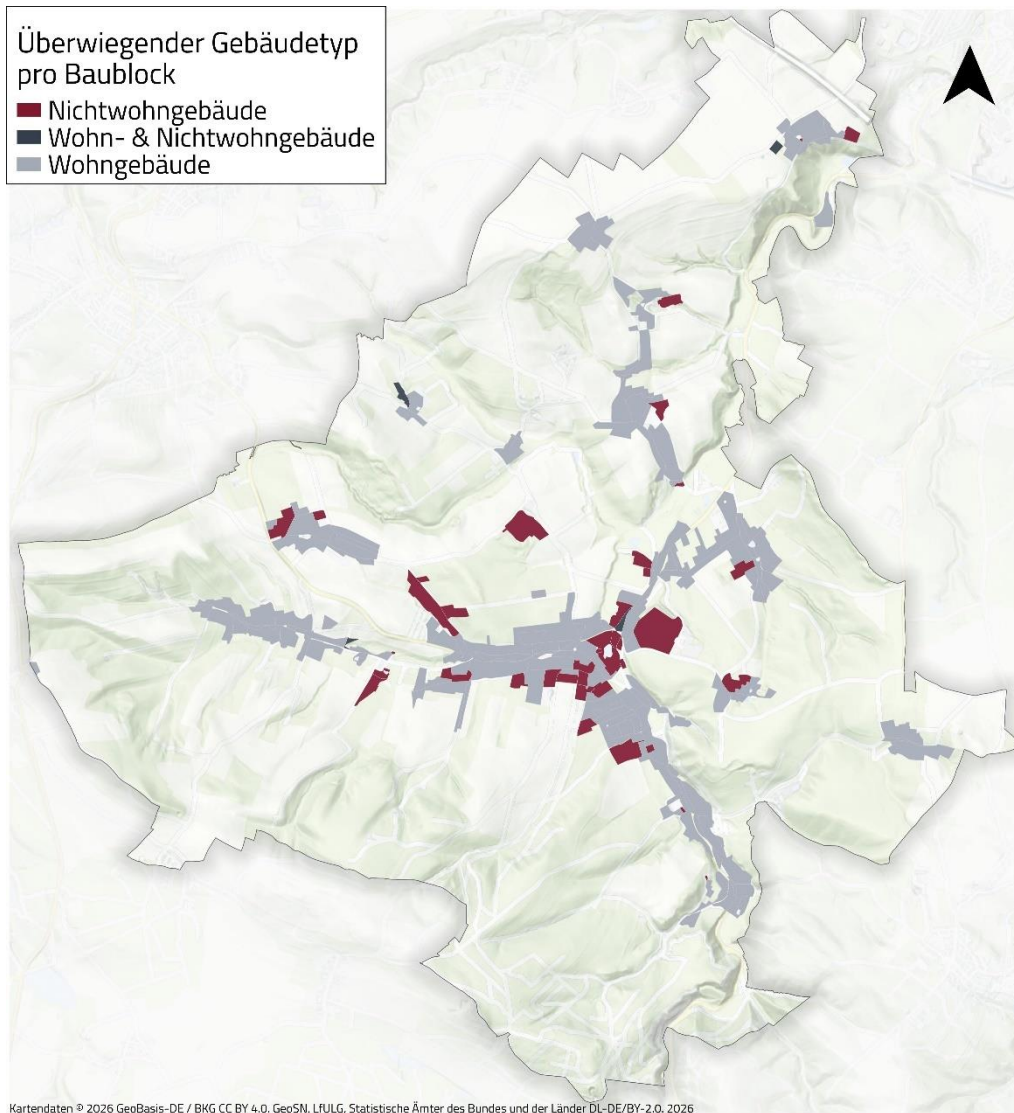 Überwiegender Gebäudetyp
pro Baublock
Nichtwohngebäude
Wohn- & Nichtwohngebäude
Wohngebäude
Kartendaten © 2026 GeoBasis-DE / BKG CC BY 4.0, GeoSN, LfULG, Statistische Ämter des Bundes und der Länder DL-DE/BY-2.0, 2026